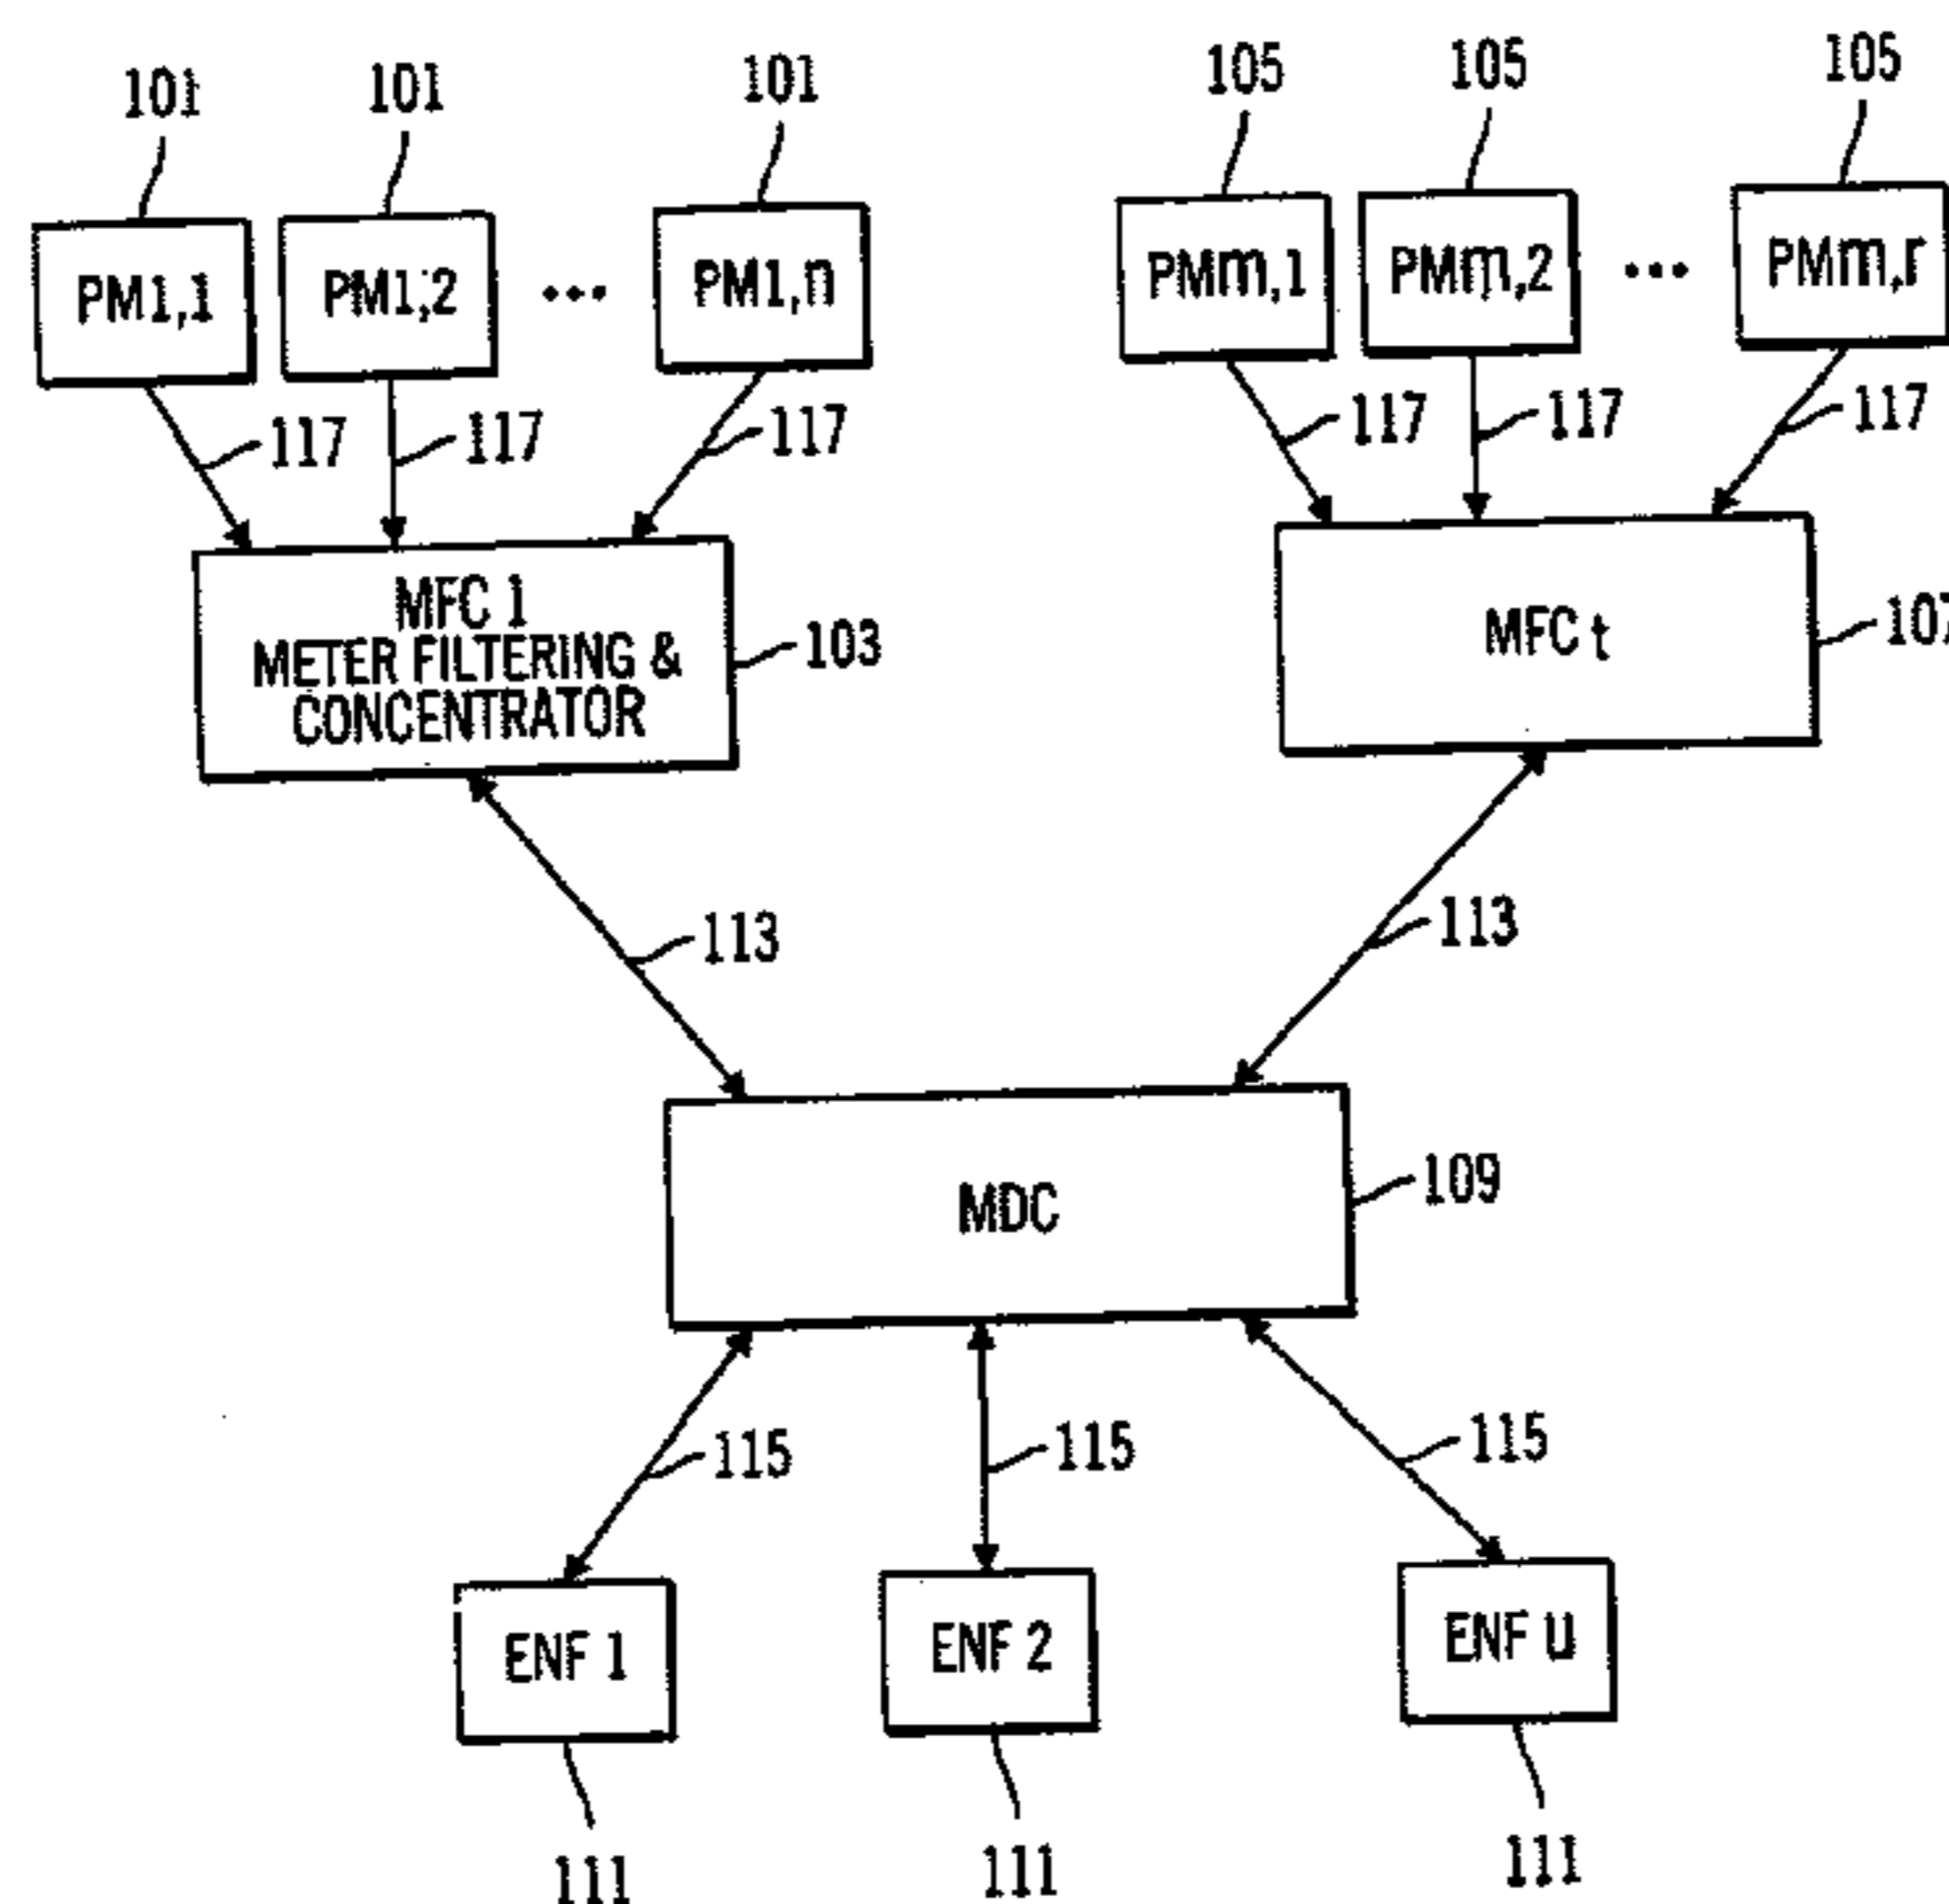 101 101 101 105 105 105
PM1,1 PM1,2 ... PM1,n PMm,1 PMm,2 ... PMm,r
117 117 117 117 117 117
MFC 1
METER FILTERING &
CONCENTRATOR
103
MFC t
107
113 113
MDC
109
115 115 115
ENF 1 ENF 2 ENF u
111 111 111